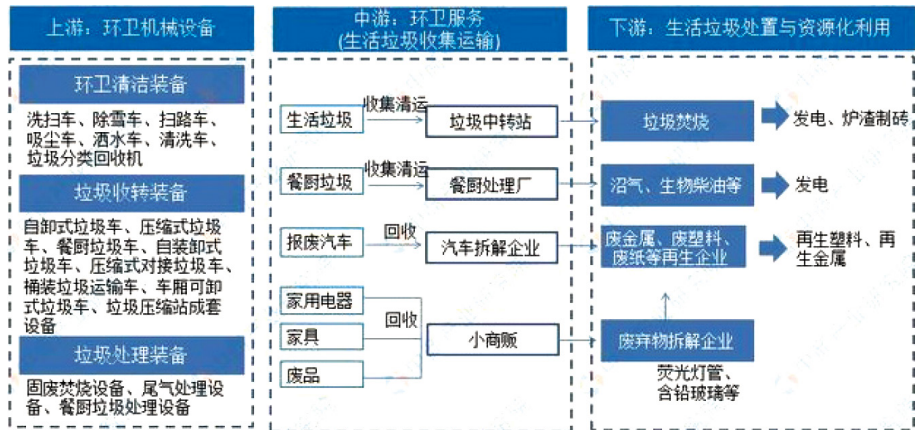 上游：环卫机械设备
环卫清洁装备
洗扫车、除雪车、扫路车、
吸尘车、洒水车、清洗车、
垃圾分类回收机
垃圾收转装备
自卸式垃圾车、压缩式垃圾
车、餐厨垃圾车、自装卸式
垃圾车、压缩式对接垃圾车、
桶装垃圾运输车、车厢可卸
式垃圾车、垃圾压缩站成套
设备
垃圾处理装备
固废焚烧设备、尾气处理设
备、餐厨垃圾处理设备
中游：环卫服务
(生活垃圾收集运输)
生活垃圾
收集清运
垃圾中转站
餐厨垃圾
收集清运
餐厨处理厂
报废汽车
回收
汽车拆解企业
家用电器
家具
废品
回收
小商贩
下游：生活垃圾处置与资源化利用
垃圾焚烧
发电、炉渣制砖
沼气、生物柴油等
发电
废金属、废塑料、
废纸等再生企业
再生塑料、再
生金属
废弃物拆解企业
荧光灯管、
含铅玻璃等